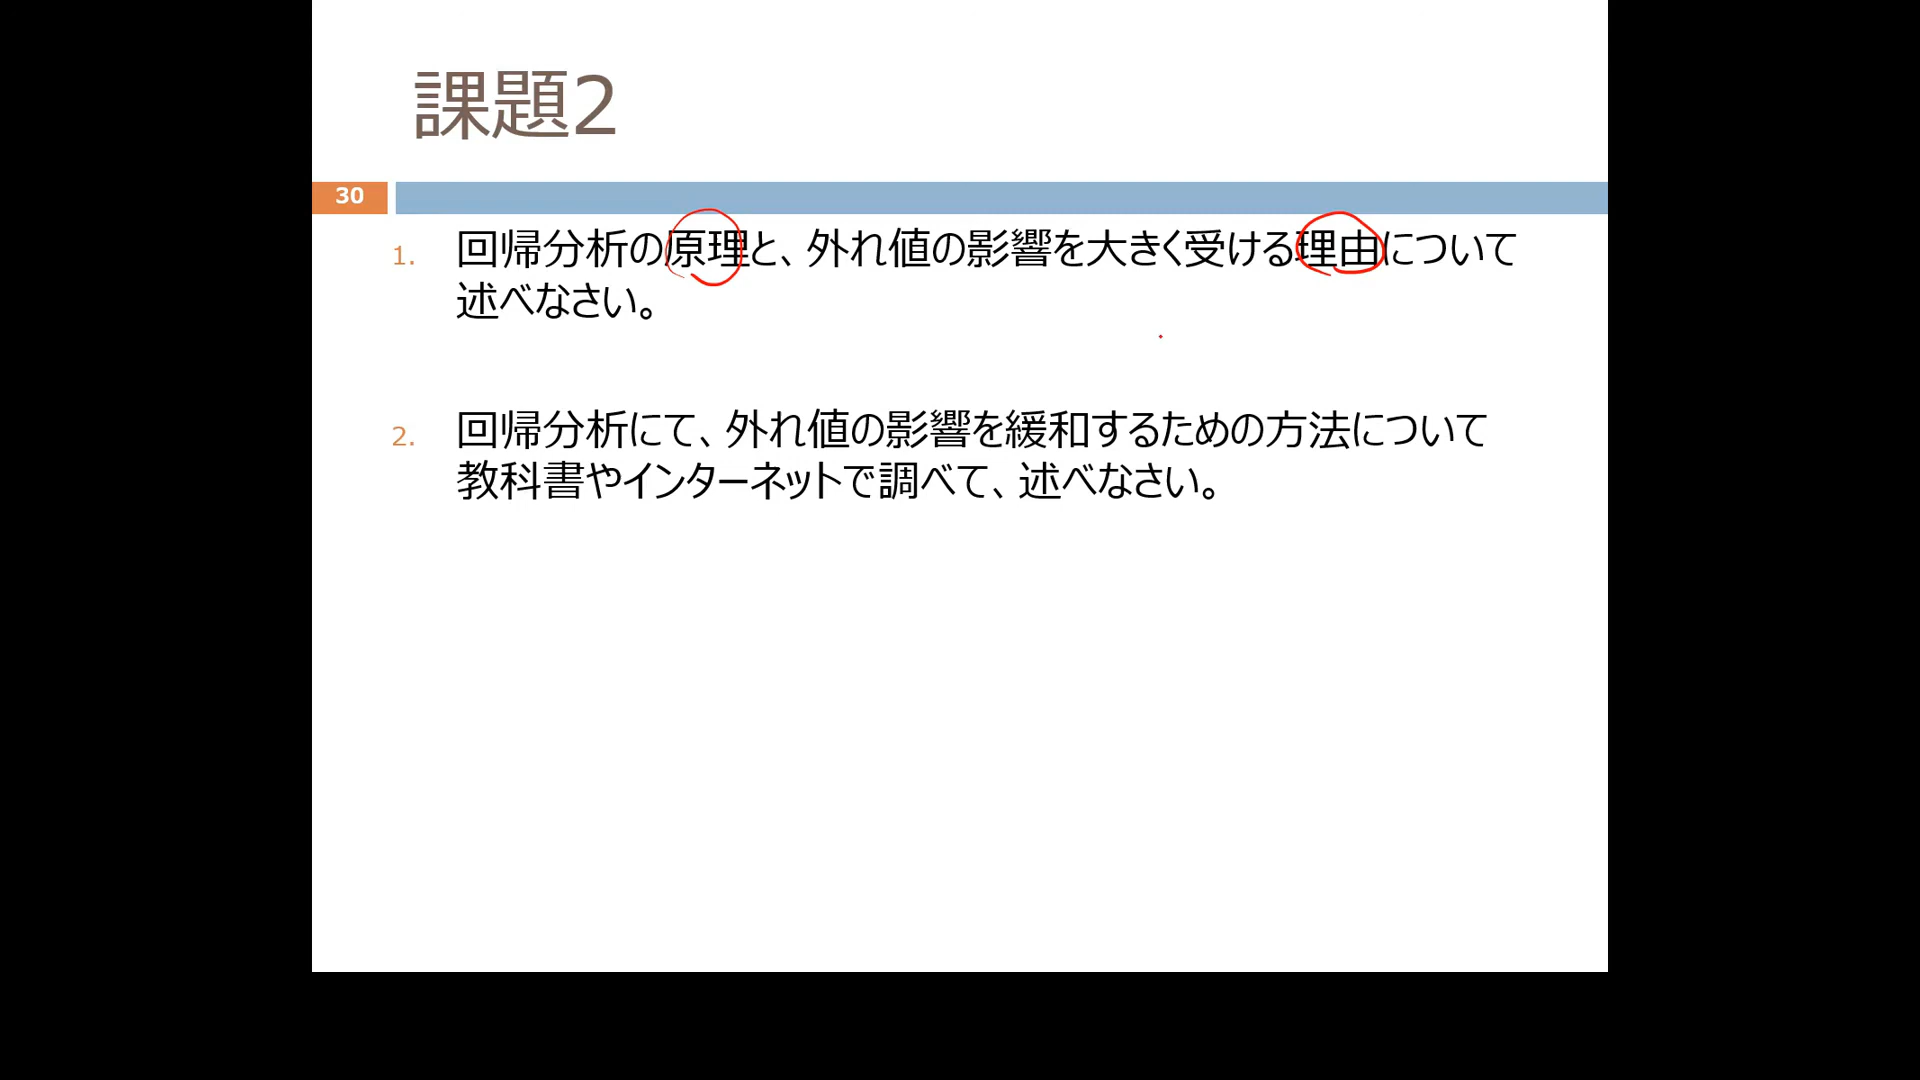 課題2
30
1. 回帰分析の原理と、外れ値の影響を大きく受ける理由について
述べなさい。
2. 回帰分析にて、外れ値の影響を緩和するための方法について
教科書やインターネットで調べて、述べなさい。